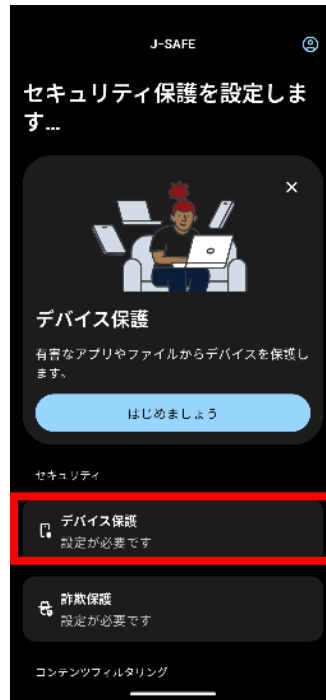 J-SAFE
セキュリティ保護を設定しま
す...
デバイス保護
有害なアプリやファイルからデバイスを保護し
ます。
はじめましょう
セキュリティ
デバイス保護
設定が必要です
詐欺保護
設定が必要です
コンテンツフィルタリング